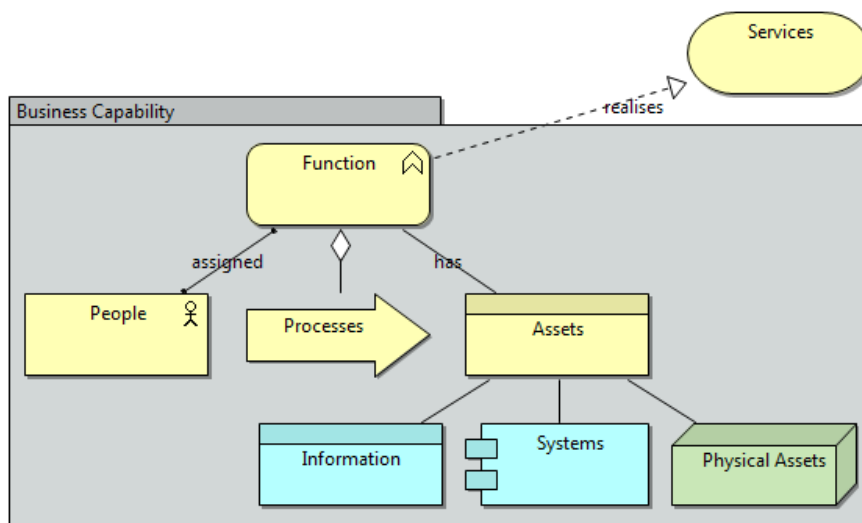 Services
realises
Business Capability
Function
assigned
has
People
Processes
Assets
Information
Systems
Physical Assets